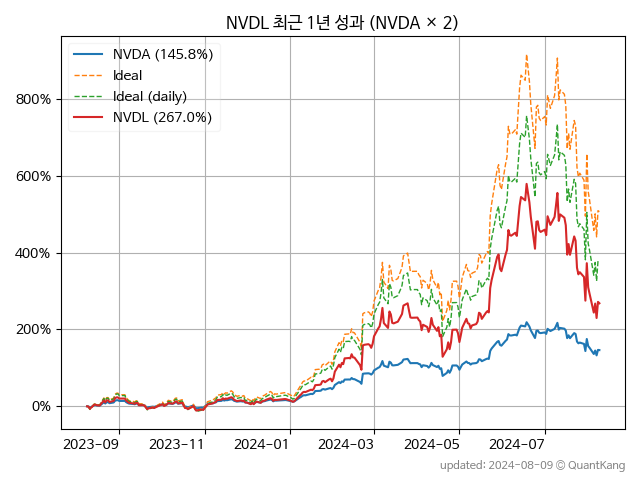 NVDL 최근 1년 성과 (NVDA × 2)
NVDA (145.8%)
Ideal
Ideal (daily)
NVDL (267.0%)
800%
600%
400%
200%
0%
2023-09 2023-11 2024-01 2024-03 2024-05 2024-07
updated: 2024-08-09 © QuantKang